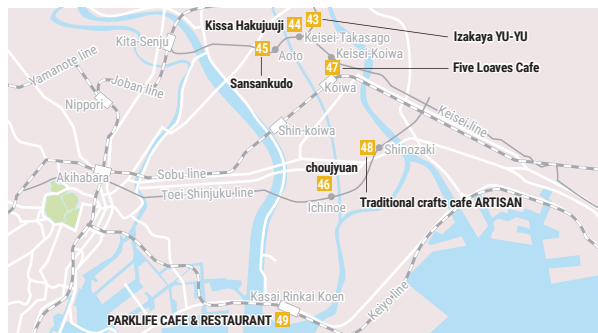 Kissa Hakujuuji 44 43
Izakaya YU-YU
Keisei-Takasago
Kita-Senju
45
Aoto
Keisei-Koiwa
47
Five Loaves Cafe
Yamanote line
Sansankudo
Koiwa
Joban line
Nippori
Keisei-line
Shin-koiwa
48
Shinozaki
choujyuan
46
Sobu-line
Akihabara
Toei-Shinjuku-line
Ichinoe
Traditional crafts cafe ARTISAN
Kasai Rinkai Koen
Keiyo-line
PARKLIFE CAFE & RESTAURANT 49